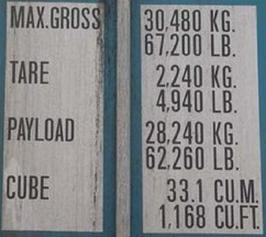 MAX.GROSS 30,480 KG.
67,200 LB.
TARE 2,240 KG.
4,940 LB.
PAYLOAD 28,240 KG.
62,260 LB.
CUBE 33.1 CU.M.
1,168 CU.FT.